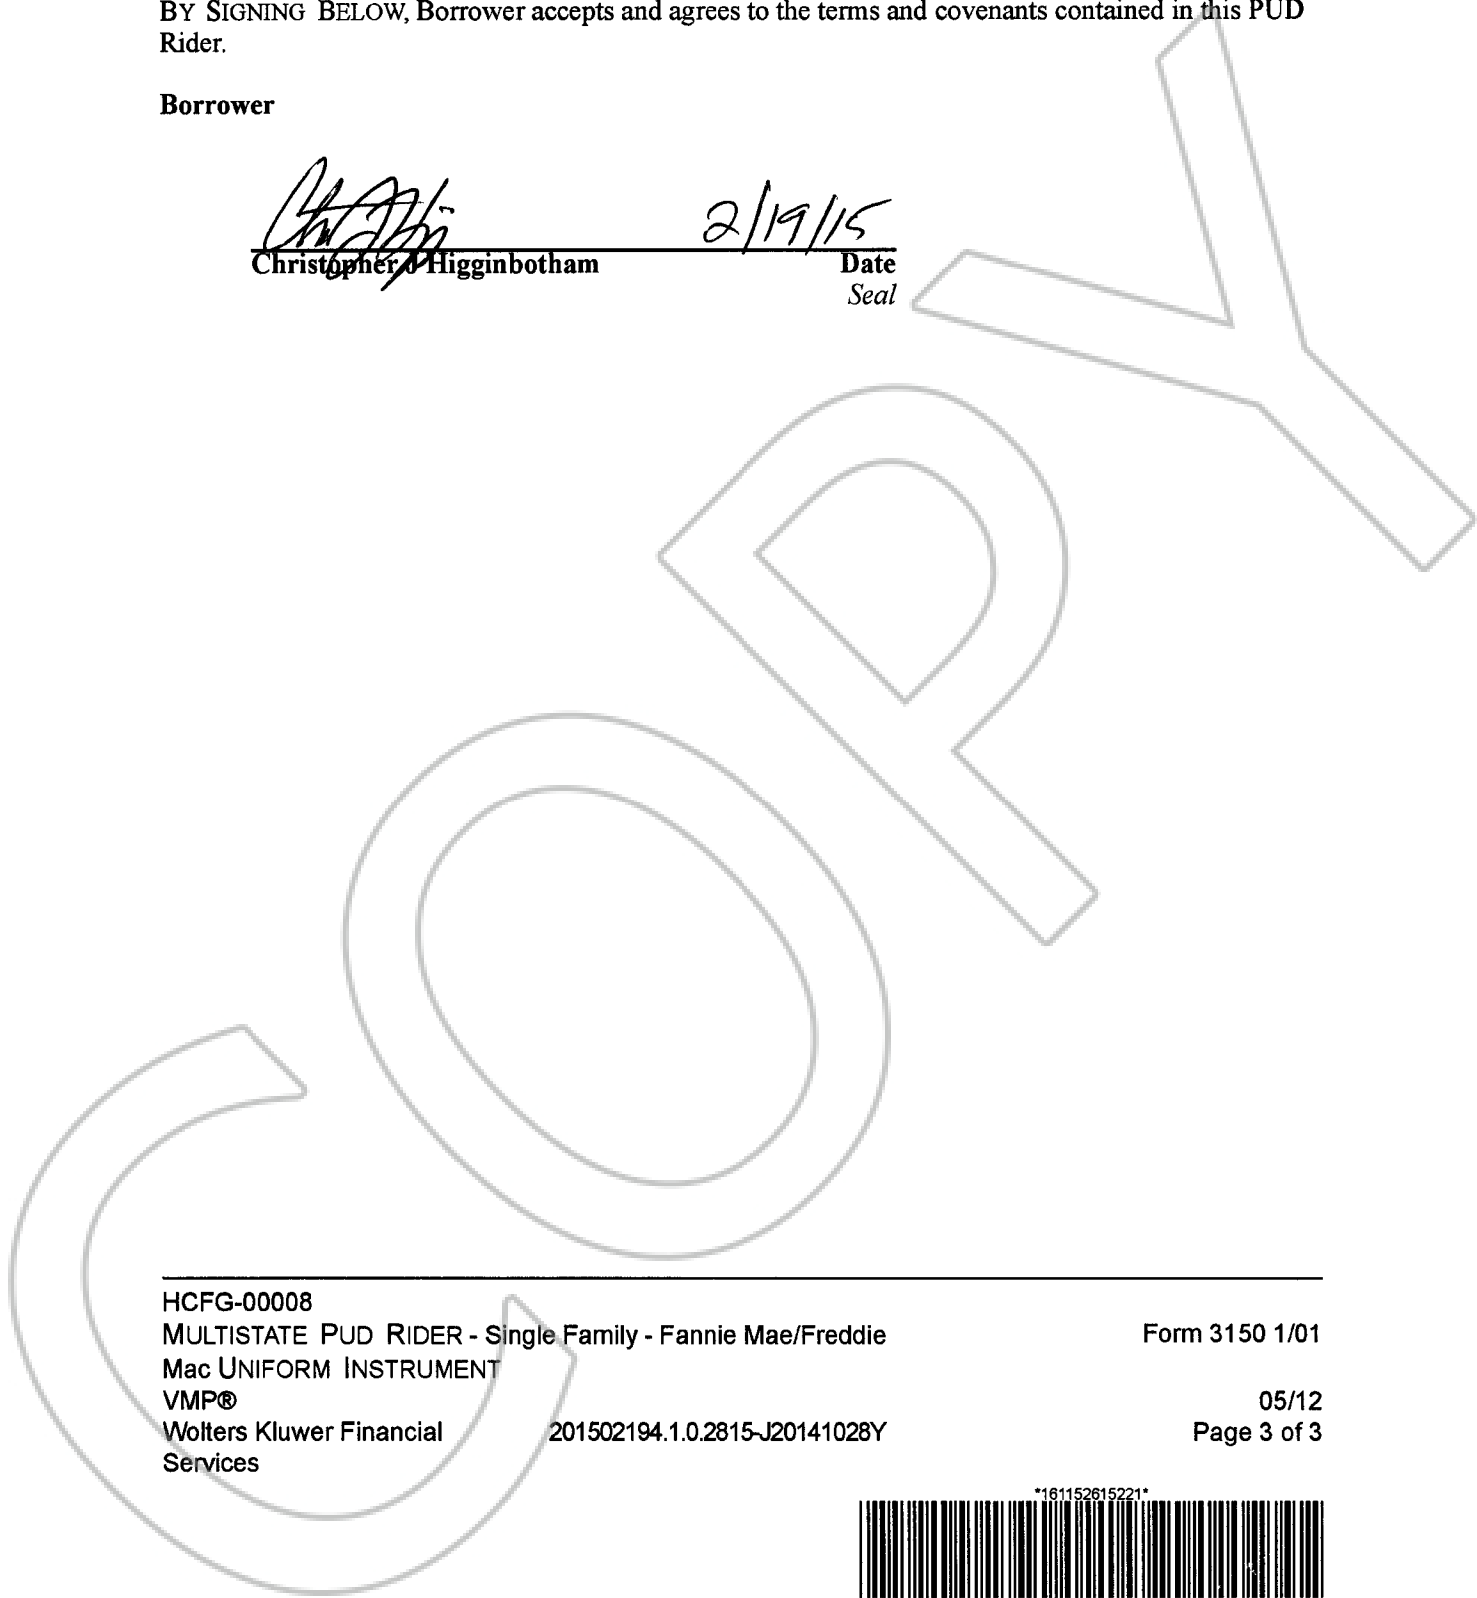 BY SIGNING BELOW, Borrower accepts and agrees to the terms and covenants contained in this PUD
Rider.
Borrower
2/19/15
Christopher J Higginbotham Date
Seal
COPY
HCFG-00008
MULTISTATE PUD RIDER - Single Family - Fannie Mae/Freddie Form 3150 1/01
Mac UNIFORM INSTRUMENT
VMP® 05/12
Wolters Kluwer Financial 201502194.1.0.2815-J20141028Y Page 3 of 3
Services
*161152615221*